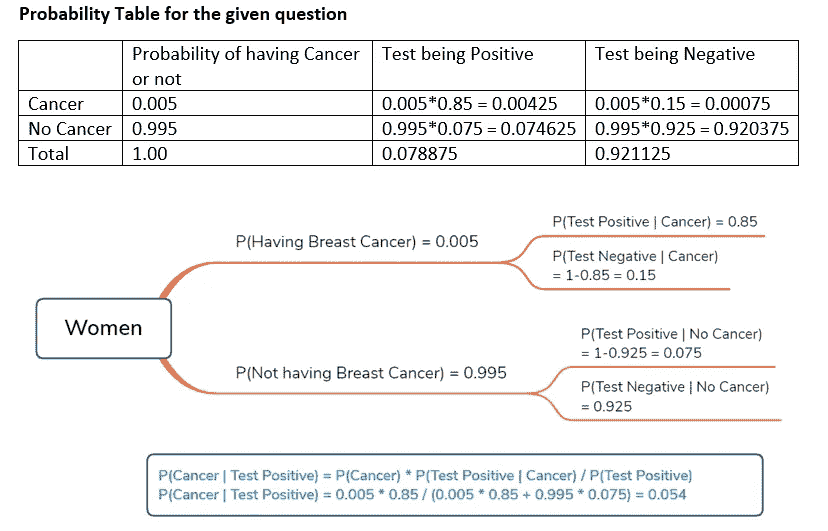 Probability Table for the given question
Probability of having Cancer or not Test being Positive Test being Negative
Cancer 0.005 0.005*0.85 = 0.00425 0.005*0.15 = 0.00075
No Cancer 0.995 0.995*0.075 = 0.074625 0.995*0.925 = 0.920375
Total 1.00 0.078875 0.921125
P(Test Positive | Cancer) = 0.85
P(Having Breast Cancer) = 0.005
P(Test Negative | Cancer)
= 1-0.85 = 0.15
Women
P(Test Positive | No Cancer)
= 1-0.925 = 0.075
P(Not having Breast Cancer) = 0.995
P(Test Negative | No Cancer)
= 0.925
P(Cancer | Test Positive) = P(Cancer) * P(Test Positive | Cancer) / P(Test Positive)
P(Cancer | Test Positive) = 0.005 * 0.85 / (0.005 * 0.85 + 0.995 * 0.075) = 0.054